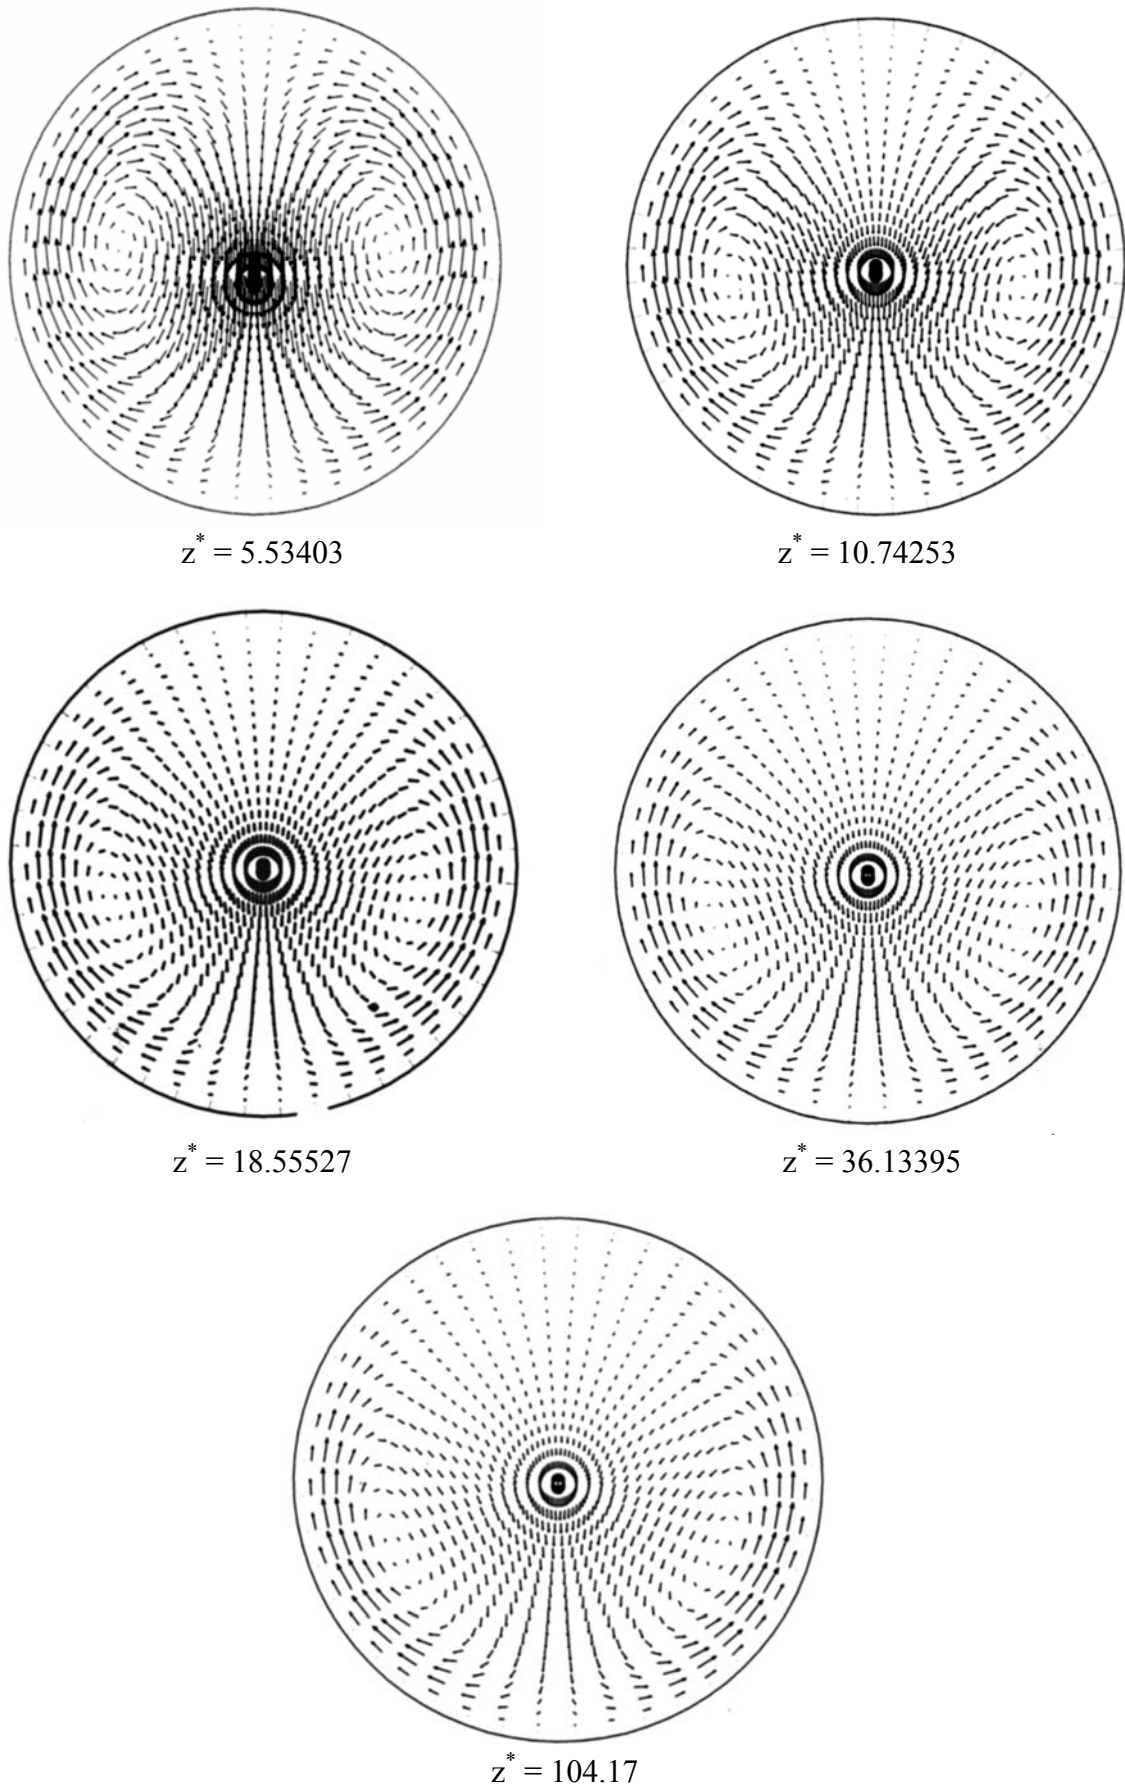 z* = 5.53403
z* = 10.74253
z* = 18.55527
z* = 36.13395
z* = 104.17